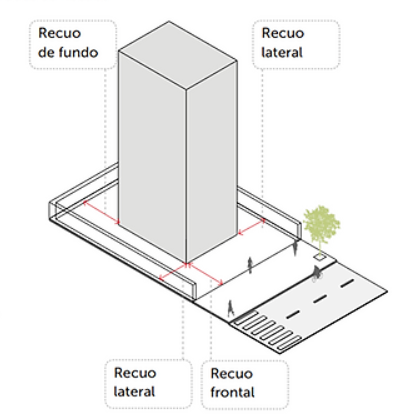 Recuo
de fundo
Recuo
lateral
Recuo
lateral
Recuo
frontal